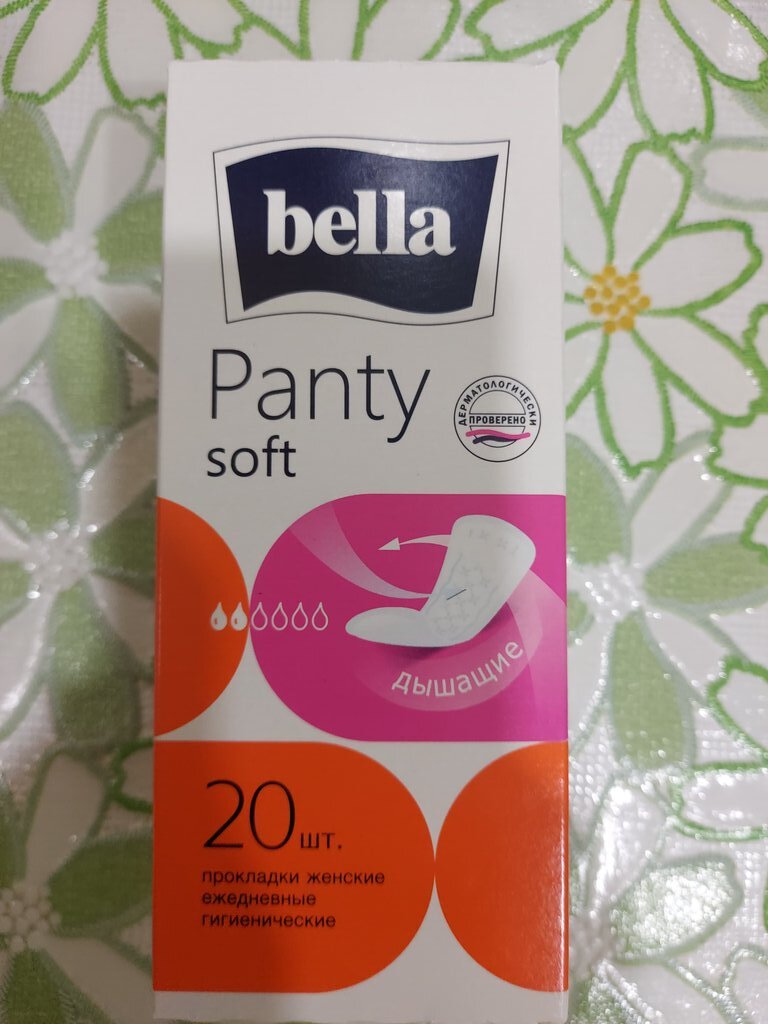 bella
Panty
soft
ДЕРМАТОЛОГИЧЕСКИ
ПРОВЕРЕНО
дышащие
20 шт.
прокладки женские
ежедневные
гигиенические